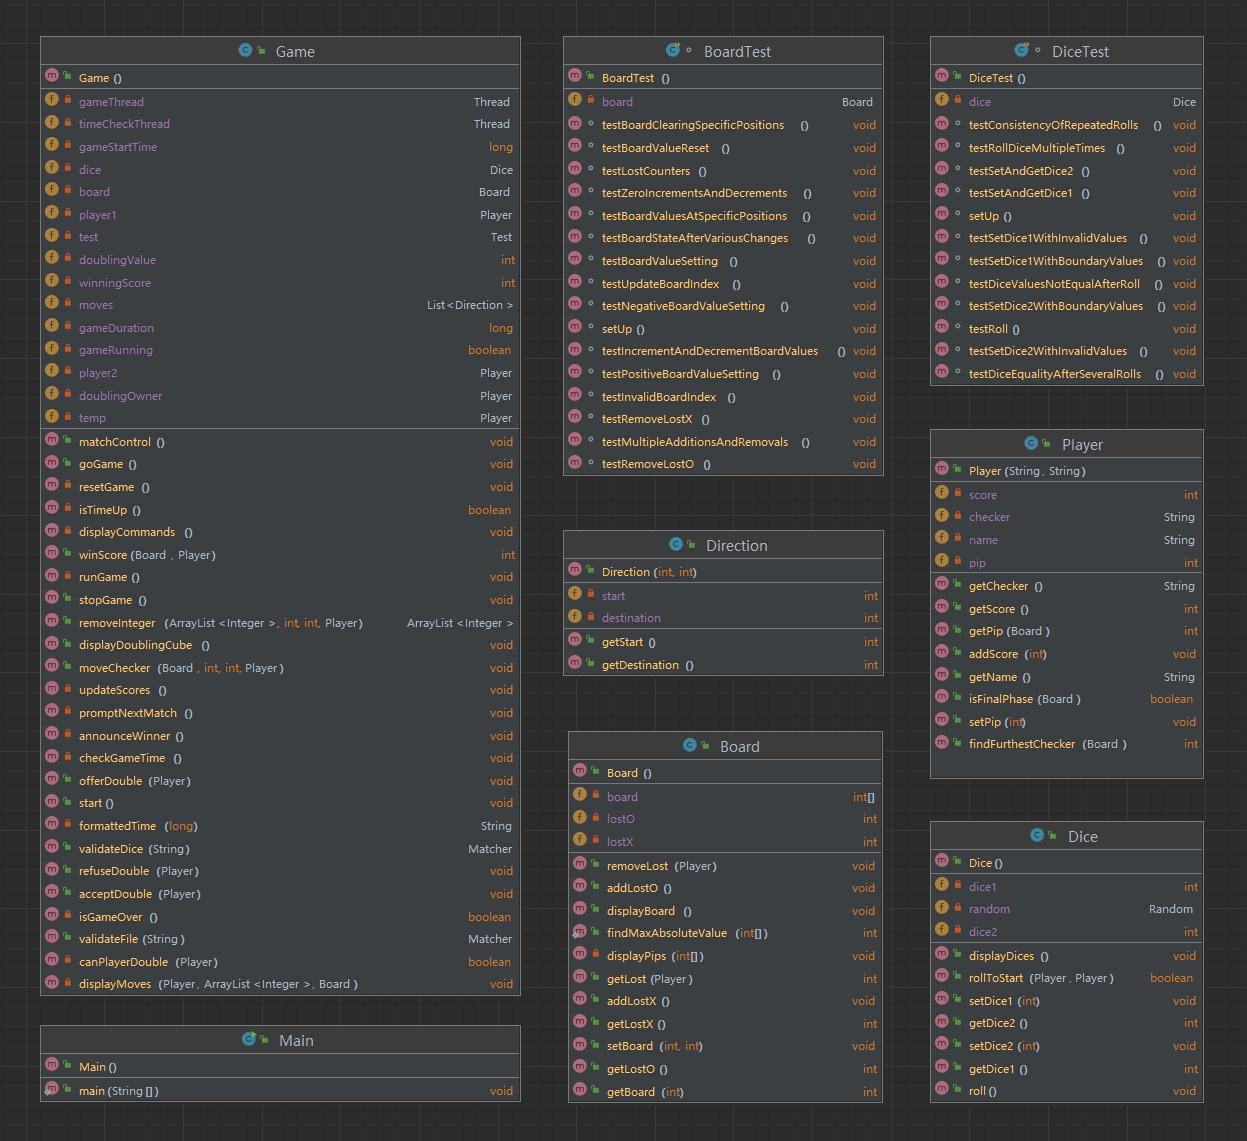 Game
Game ()
gameThread Thread
timeCheckThread Thread
gameStartTime long
dice Dice
board Board
player1 Player
test Test
doublingValue int
winningScore int
moves List <Direction >
gameDuration long
gameRunning boolean
player2 Player
doublingOwner Player
temp Player
matchControl () void
goGame () void
resetGame () void
isTimeUp () boolean
displayCommands () void
winScore (Board , Player) int
runGame () void
stopGame () void
removeInteger (ArrayList <Integer >, int, int, Player) ArrayList <Integer >
displayDoublingCube () void
moveChecker (Board , int, int, Player) void
updateScores () void
promptNextMatch () void
announceWinner () void
checkGameTime () void
offerDouble (Player) void
start () void
formattedTime (long) String
validateDice (String) Matcher
refuseDouble (Player) void
acceptDouble (Player) void
isGameOver () boolean
validateFile (String ) Matcher
canPlayerDouble (Player) boolean
displayMoves (Player, ArrayList <Integer >, Board ) void
Main
Main ()
main (String []) void
BoardTest
BoardTest ()
board Board
testBoardClearingSpecificPositions () void
testBoardValueReset () void
testLostCounters () void
testZeroIncrementsAndDecrements () void
testBoardValuesAtSpecificPositions () void
testBoardStateAfterVariousChanges () void
testBoardValueSetting () void
testUpdateBoardIndex () void
testNegativeBoardValueSetting () void
setUp () void
testIncrementAndDecrementBoardValues () void
testPositiveBoardValueSetting () void
testInvalidBoardIndex () void
testRemoveLostX () void
testMultipleAdditionsAndRemovals () void
testRemoveLostO () void
Direction
Direction (int, int)
start int
destination int
getStart () int
getDestination () int
Board
Board ()
board int[]
lostO int
lostX int
removeLost (Player) void
addLostO () void
displayBoard () void
findMaxAbsoluteValue (int[]) int
displayPips (int[]) void
getLost (Player) int
addLostX () void
getLostX () int
setBoard (int, int) void
getLostO () int
getBoard (int) int
DiceTest
DiceTest ()
dice Dice
testConsistencyOfRepeatedRolls () void
testRollDiceMultipleTimes () void
testSetAndGetDice2 () void
testSetAndGetDice1 () void
setUp () void
testSetDice1WithInvalidValues () void
testSetDice1WithBoundaryValues () void
testDiceValuesNotEqualAfterRoll () void
testSetDice2WithBoundaryValues () void
testRoll () void
testSetDice2WithInvalidValues () void
testDiceEqualityAfterSeveralRolls () void
Player
Player (String , String)
score int
checker String
name String
pip int
getChecker () String
getScore () int
getPip (Board ) int
addScore (int) void
getName () String
isFinalPhase (Board ) boolean
setPip (int) void
findFurthestChecker (Board ) int
Dice
Dice ()
dice1 int
random Random
dice2 int
displayDices () void
rollToStart (Player , Player) boolean
setDice1 (int) void
getDice2 () int
setDice2 (int) void
getDice1 () int
roll () void